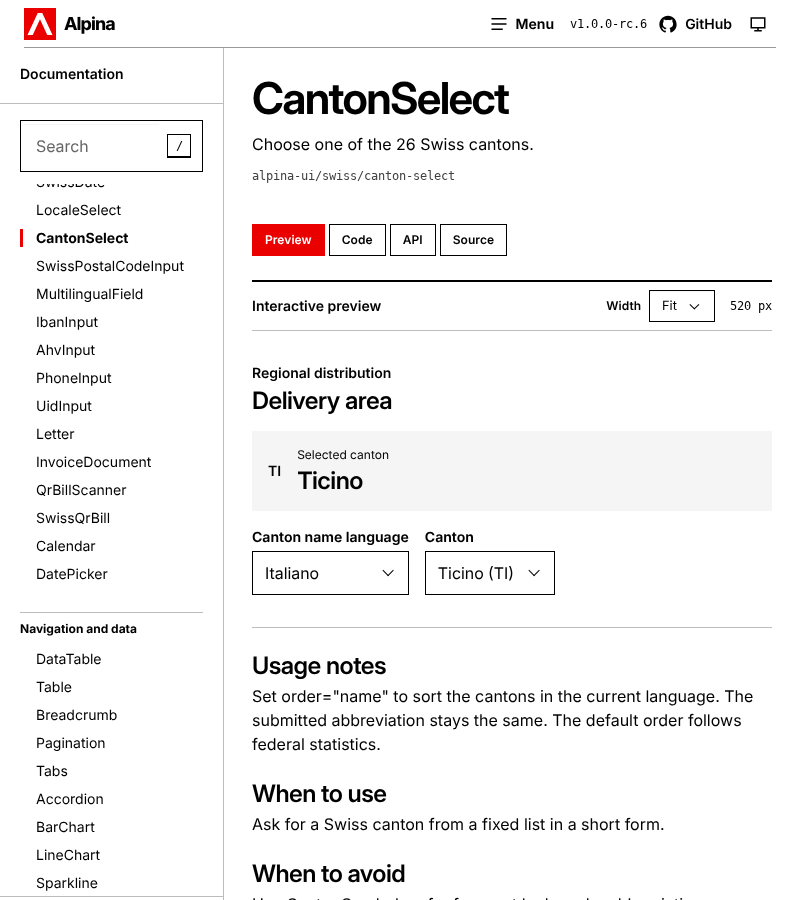 Alpina
Menu
v1.0.0-rc.6
GitHub
Documentation
Search
/
SwissDate
LocaleSelect
CantonSelect
SwissPostalCodeInput
MultilingualField
IbanInput
AhvInput
PhoneInput
UidInput
Letter
InvoiceDocument
QrBillScanner
SwissQrBill
Calendar
DatePicker
Navigation and data
DataTable
Table
Breadcrumb
Pagination
Tabs
Accordion
BarChart
LineChart
Sparkline
CantonSelect
Choose one of the 26 Swiss cantons.
alpina-ui/swiss/canton-select
Preview
Code
API
Source
Interactive preview
Width
Fit
520 px
Regional distribution
Delivery area
TI
Selected canton
Ticino
Canton name language
Canton
Italiano
Ticino (TI)
Usage notes
Set order="name" to sort the cantons in the current language. The
submitted abbreviation stays the same. The default order follows
federal statistics.
When to use
Ask for a Swiss canton from a fixed list in a short form.
When to avoid